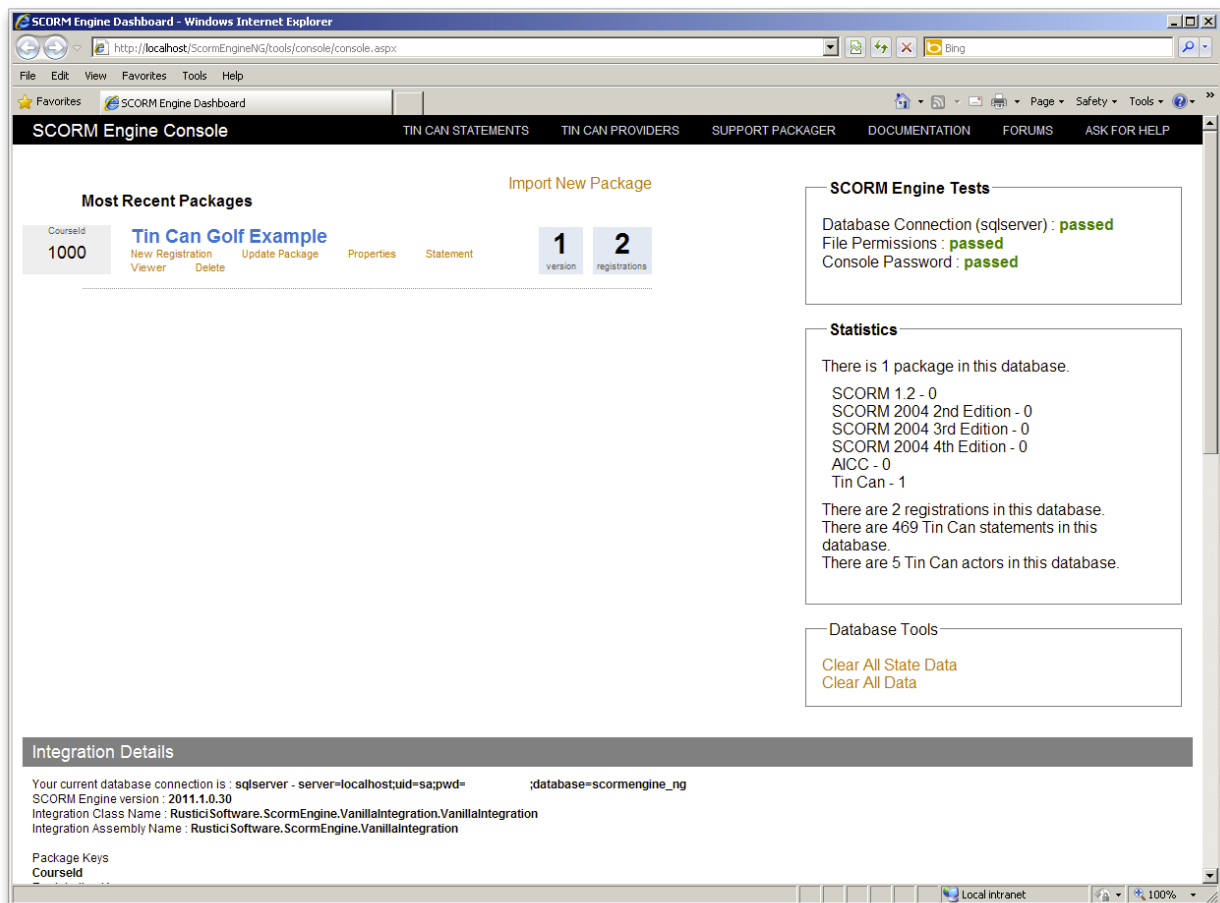 SCORM Engine Dashboard - Windows Internet Explorer
http://localhost/ScormEngineNG/tools/console/console.aspx
Bing
File Edit View Favorites Tools Help
Favorites SCORM Engine Dashboard
Page Safety Tools
SCORM Engine Console TIN CAN STATEMENTS TIN CAN PROVIDERS SUPPORT PACKAGER DOCUMENTATION FORUMS ASK FOR HELP
Import New Package
Most Recent Packages
CourseId
1000
Tin Can Golf Example
New Registration Update Package Properties Statement
Viewer Delete
1
version
2
registrations
SCORM Engine Tests
Database Connection (sqlserver) : passed
File Permissions : passed
Console Password : passed
Statistics
There is 1 package in this database.
SCORM 1.2 - 0
SCORM 2004 2nd Edition - 0
SCORM 2004 3rd Edition - 0
SCORM 2004 4th Edition - 0
AICC - 0
Tin Can - 1
There are 2 registrations in this database.
There are 469 Tin Can statements in this
database.
There are 5 Tin Can actors in this database.
Database Tools
Clear All State Data
Clear All Data
Integration Details
Your current database connection is : sqlserver - server=localhost;uid=sa;pwd= ;database=scormengine_ng
SCORM Engine version : 2011.1.0.30
Integration Class Name : RusticiSoftware.ScormEngine.VanillaIntegration.VanillaIntegration
Integration Assembly Name : RusticiSoftware.ScormEngine.VanillaIntegration
Package Keys
CourseId
Local intranet 100%